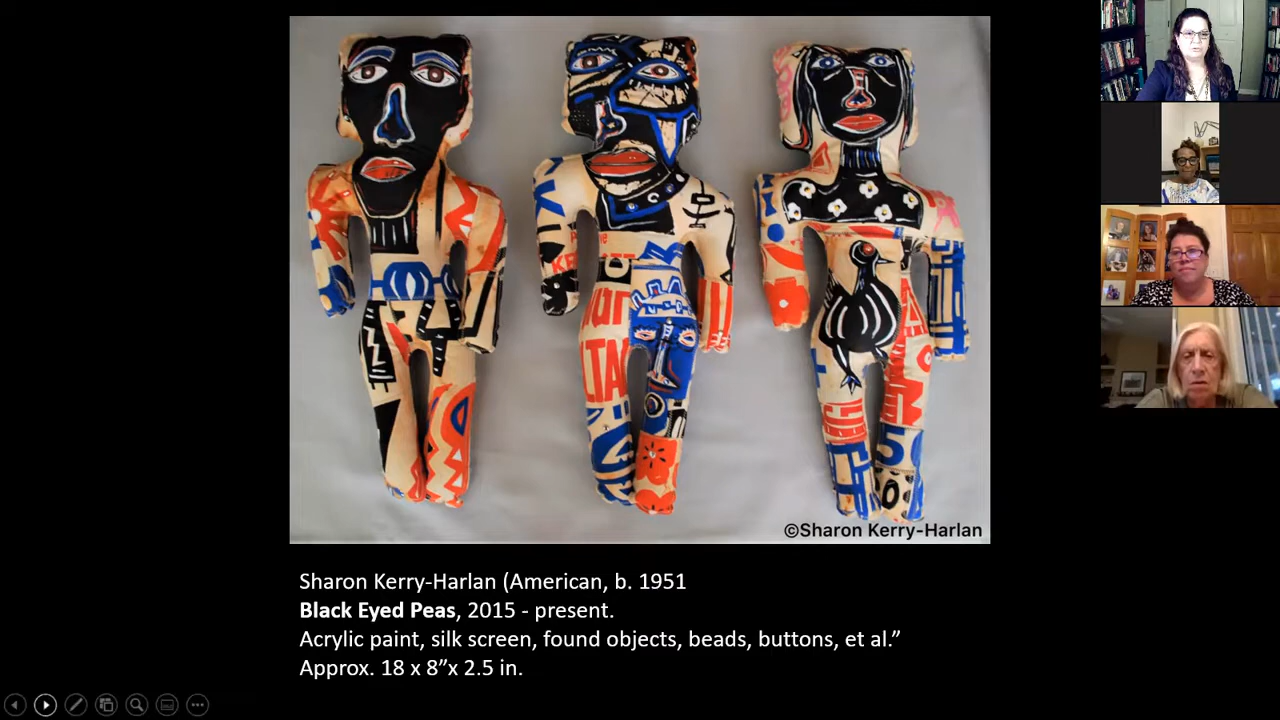 ©Sharon Kerry-Harlan
Sharon Kerry-Harlan (American, b. 1951
Black Eyed Peas, 2015 - present.
Acrylic paint, silk screen, found objects, beads, buttons, et al.”
Approx. 18 x 8”x 2.5 in.